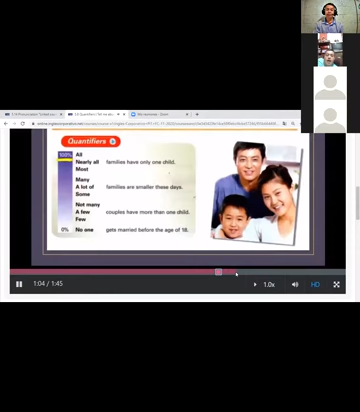 Quantifiers
100% All
Nearly all families have only one child.
Most
Many
A lot of families are smaller these days.
Some
Not many
A few couples have more than one child.
Few
0% No one gets married before the age of 18.
1:04 / 1:45
1.0x
HD